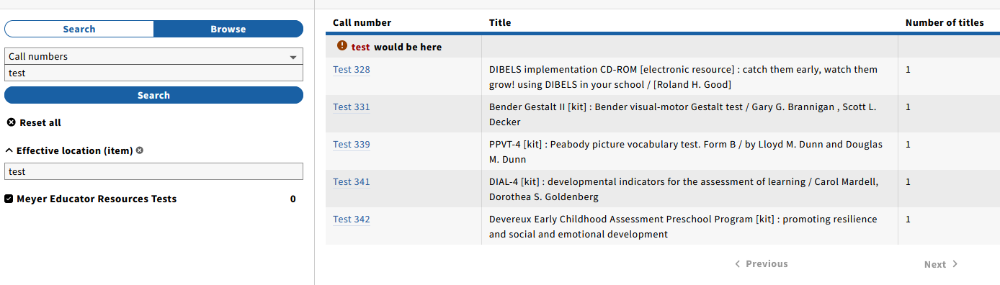 Search
Browse
Call numbers
test
Search
Reset all
Effective location (item)
test
Meyer Educator Resources Tests 0
Call number Title Number of titles
test would be here
Test 328 DIBELS implementation CD-ROM [electronic resource] : catch them early, watch them 1
grow! using DIBELS in your school / [Roland H. Good]
Test 331 Bender Gestalt II [kit] : Bender visual-motor Gestalt test / Gary G. Brannigan , Scott L. 1
Decker
Test 339 PPVT-4 [kit] : Peabody picture vocabulary test. Form B / by Lloyd M. Dunn and Douglas 1
M. Dunn
Test 341 DIAL-4 [kit] : developmental indicators for the assessment of learning / Carol Mardell, 1
Dorothea S. Goldenberg
Test 342 Devereux Early Childhood Assessment Preschool Program [kit] : promoting resilience 1
and social and emotional development
Previous Next